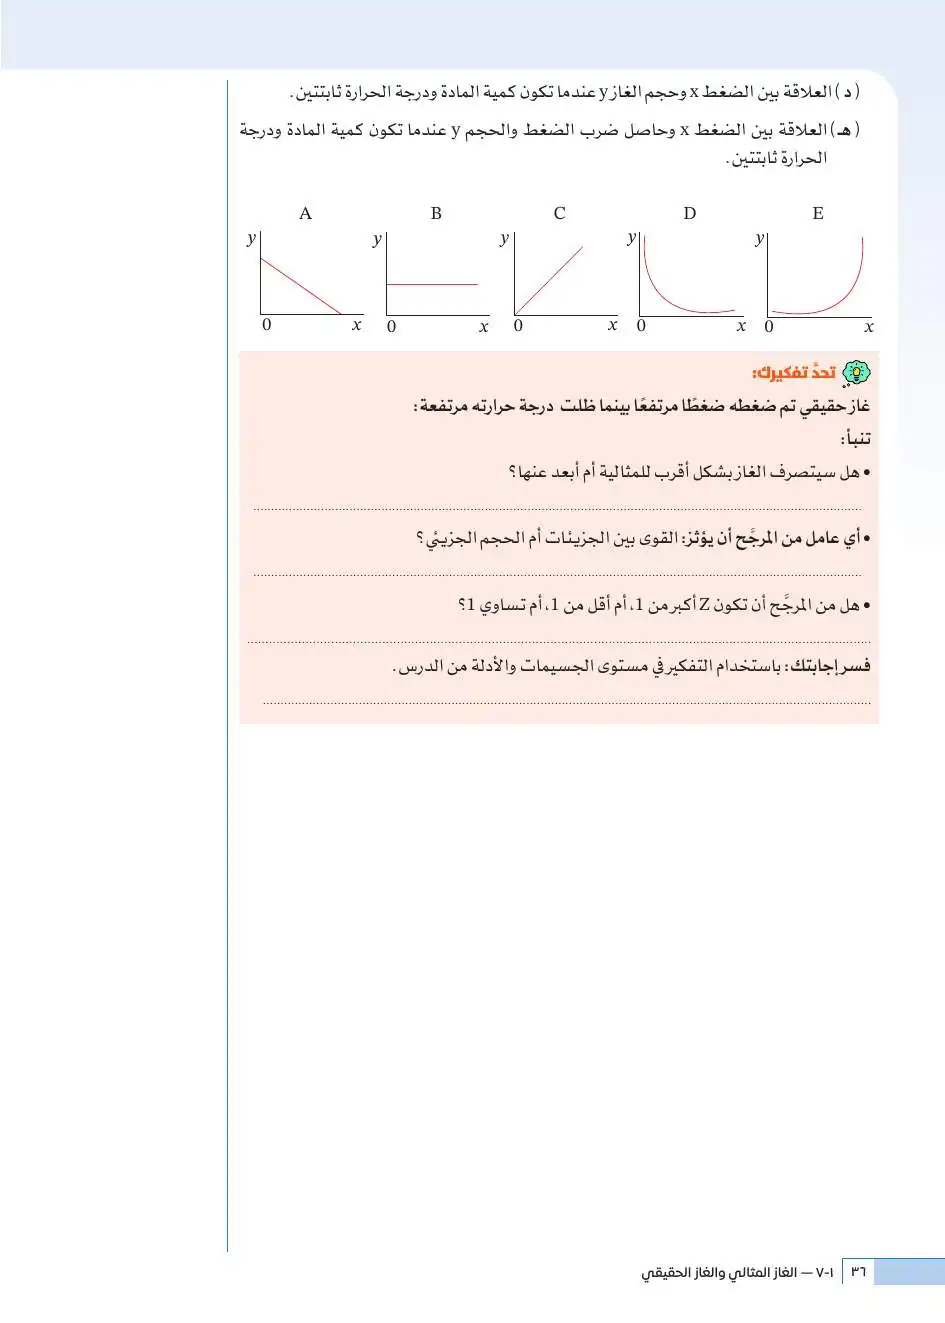 ( د ) العلاقة بين الضغط x وحجم الغاز y عندما تكون كمية المادة ودرجة الحرارة ثابتتين.
( هـ ) العلاقة بين الضغط x وحاصل ضرب الضغط والحجم y عندما تكون كمية المادة ودرجة
الحرارة ثابتتين.
A B C D E
y y y y y
0 x 0 x 0 x 0 x 0 x
تحدَّ تفكيرك:
غاز حقيقي تم ضغطه ضغطًا مرتفعًا بينما ظلت درجة حرارته مرتفعة:
تنبأ:
• هل سيتصرف الغاز بشكل أقرب للمثالية أم أبعد عنها؟
• أي عامل من المرجَّح أن يؤثر: القوى بين الجزيئات أم الحجم الجزيئي؟
• هل من المرجَّح أن تكون Z أكبر من 1، أم أقل من 1، أم تساوي 1؟
فسر إجابتك: باستخدام التفكير في مستوى الجسيمات والأدلة من الدرس.
٣٦ ٧-١ — الغاز المثالي والغاز الحقيقي